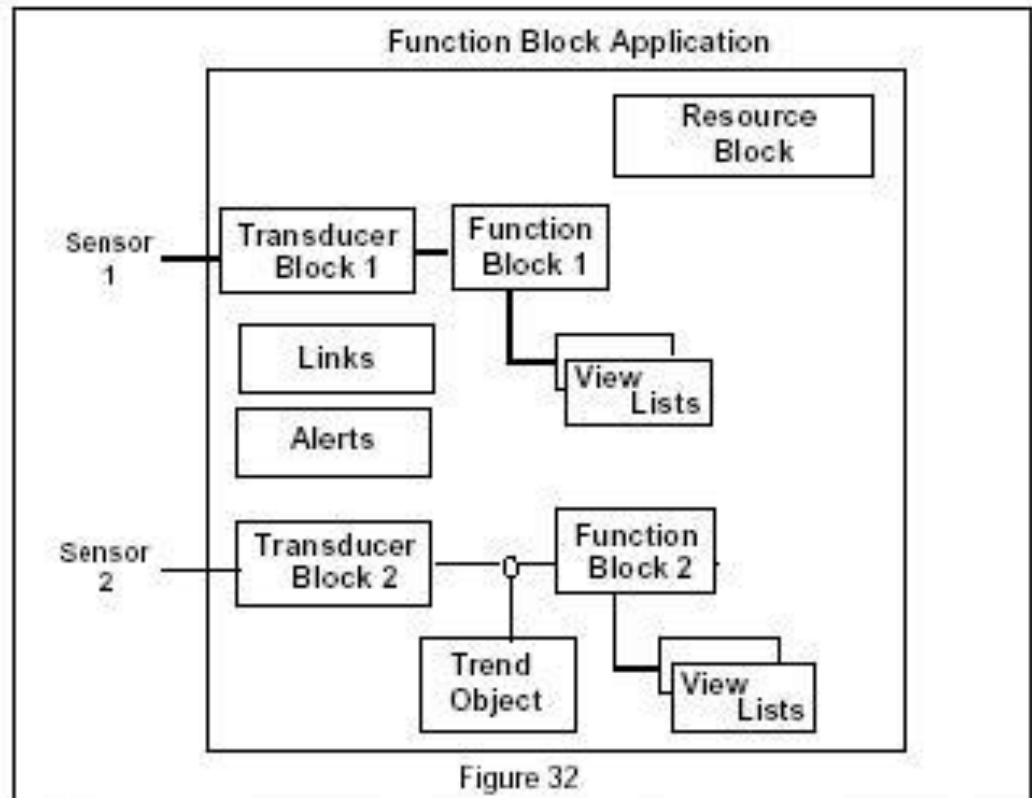 Function Block Application
Resource
Block
Sensor
1
Transducer
Block 1
Function
Block 1
Links
View
Lists
Alerts
Sensor
2
Transducer
Block 2
Function
Block 2
Trend
Object
View
Lists
Figure 32